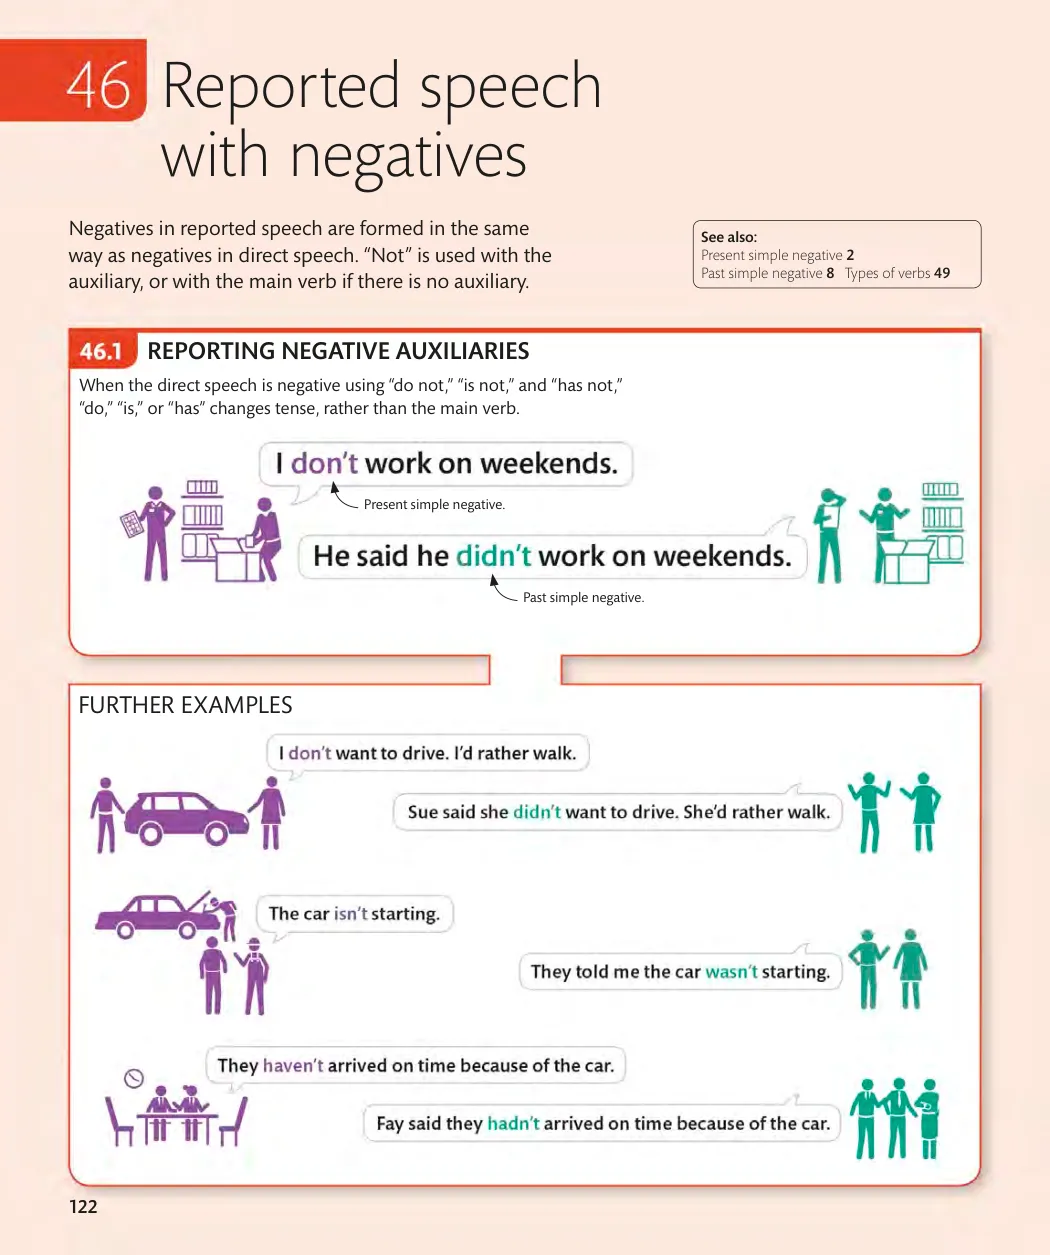 46 Reported speech
with negatives
Negatives in reported speech are formed in the same
way as negatives in direct speech. “Not” is used with the
auxiliary, or with the main verb if there is no auxiliary.
See also:
Present simple negative 2
Past simple negative 8 Types of verbs 49
46.1 REPORTING NEGATIVE AUXILIARIES
When the direct speech is negative using “do not,” “is not,” and “has not,”
“do,” “is,” or “has” changes tense, rather than the main verb.
I don’t work on weekends.
Present simple negative.
He said he didn’t work on weekends.
Past simple negative.
FURTHER EXAMPLES
I don’t want to drive. I’d rather walk.
Sue said she didn’t want to drive. She’d rather walk.
The car isn’t starting.
They told me the car wasn’t starting.
They haven’t arrived on time because of the car.
Fay said they hadn’t arrived on time because of the car.
122